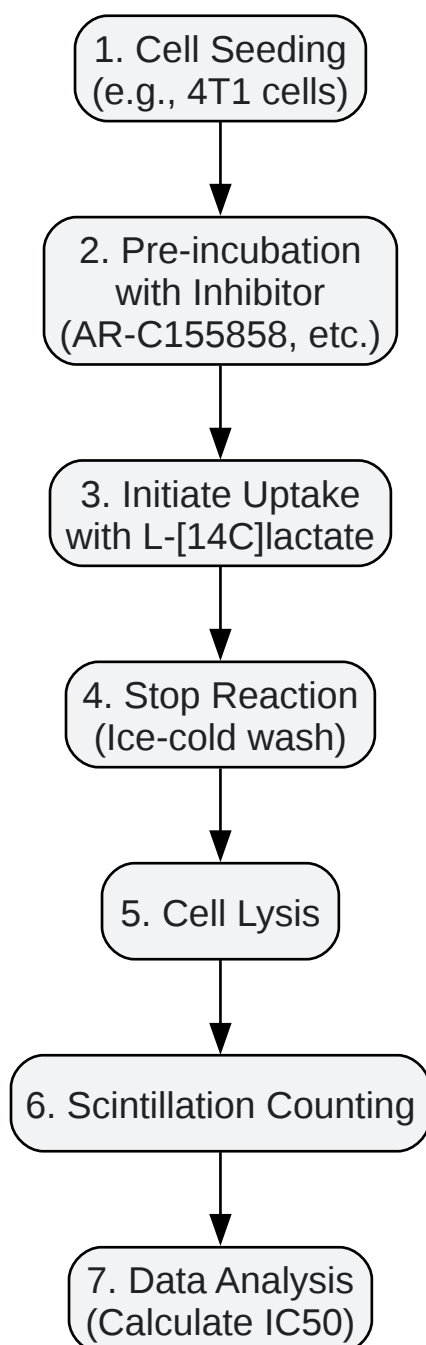 1. Cell Seeding
(e.g., 4T1 cells)
2. Pre-incubation
with Inhibitor
(AR-C155858, etc.)
3. Initiate Uptake
with L-[14C]lactate
4. Stop Reaction
(Ice-cold wash)
5. Cell Lysis
6. Scintillation Counting
7. Data Analysis
(Calculate IC50)